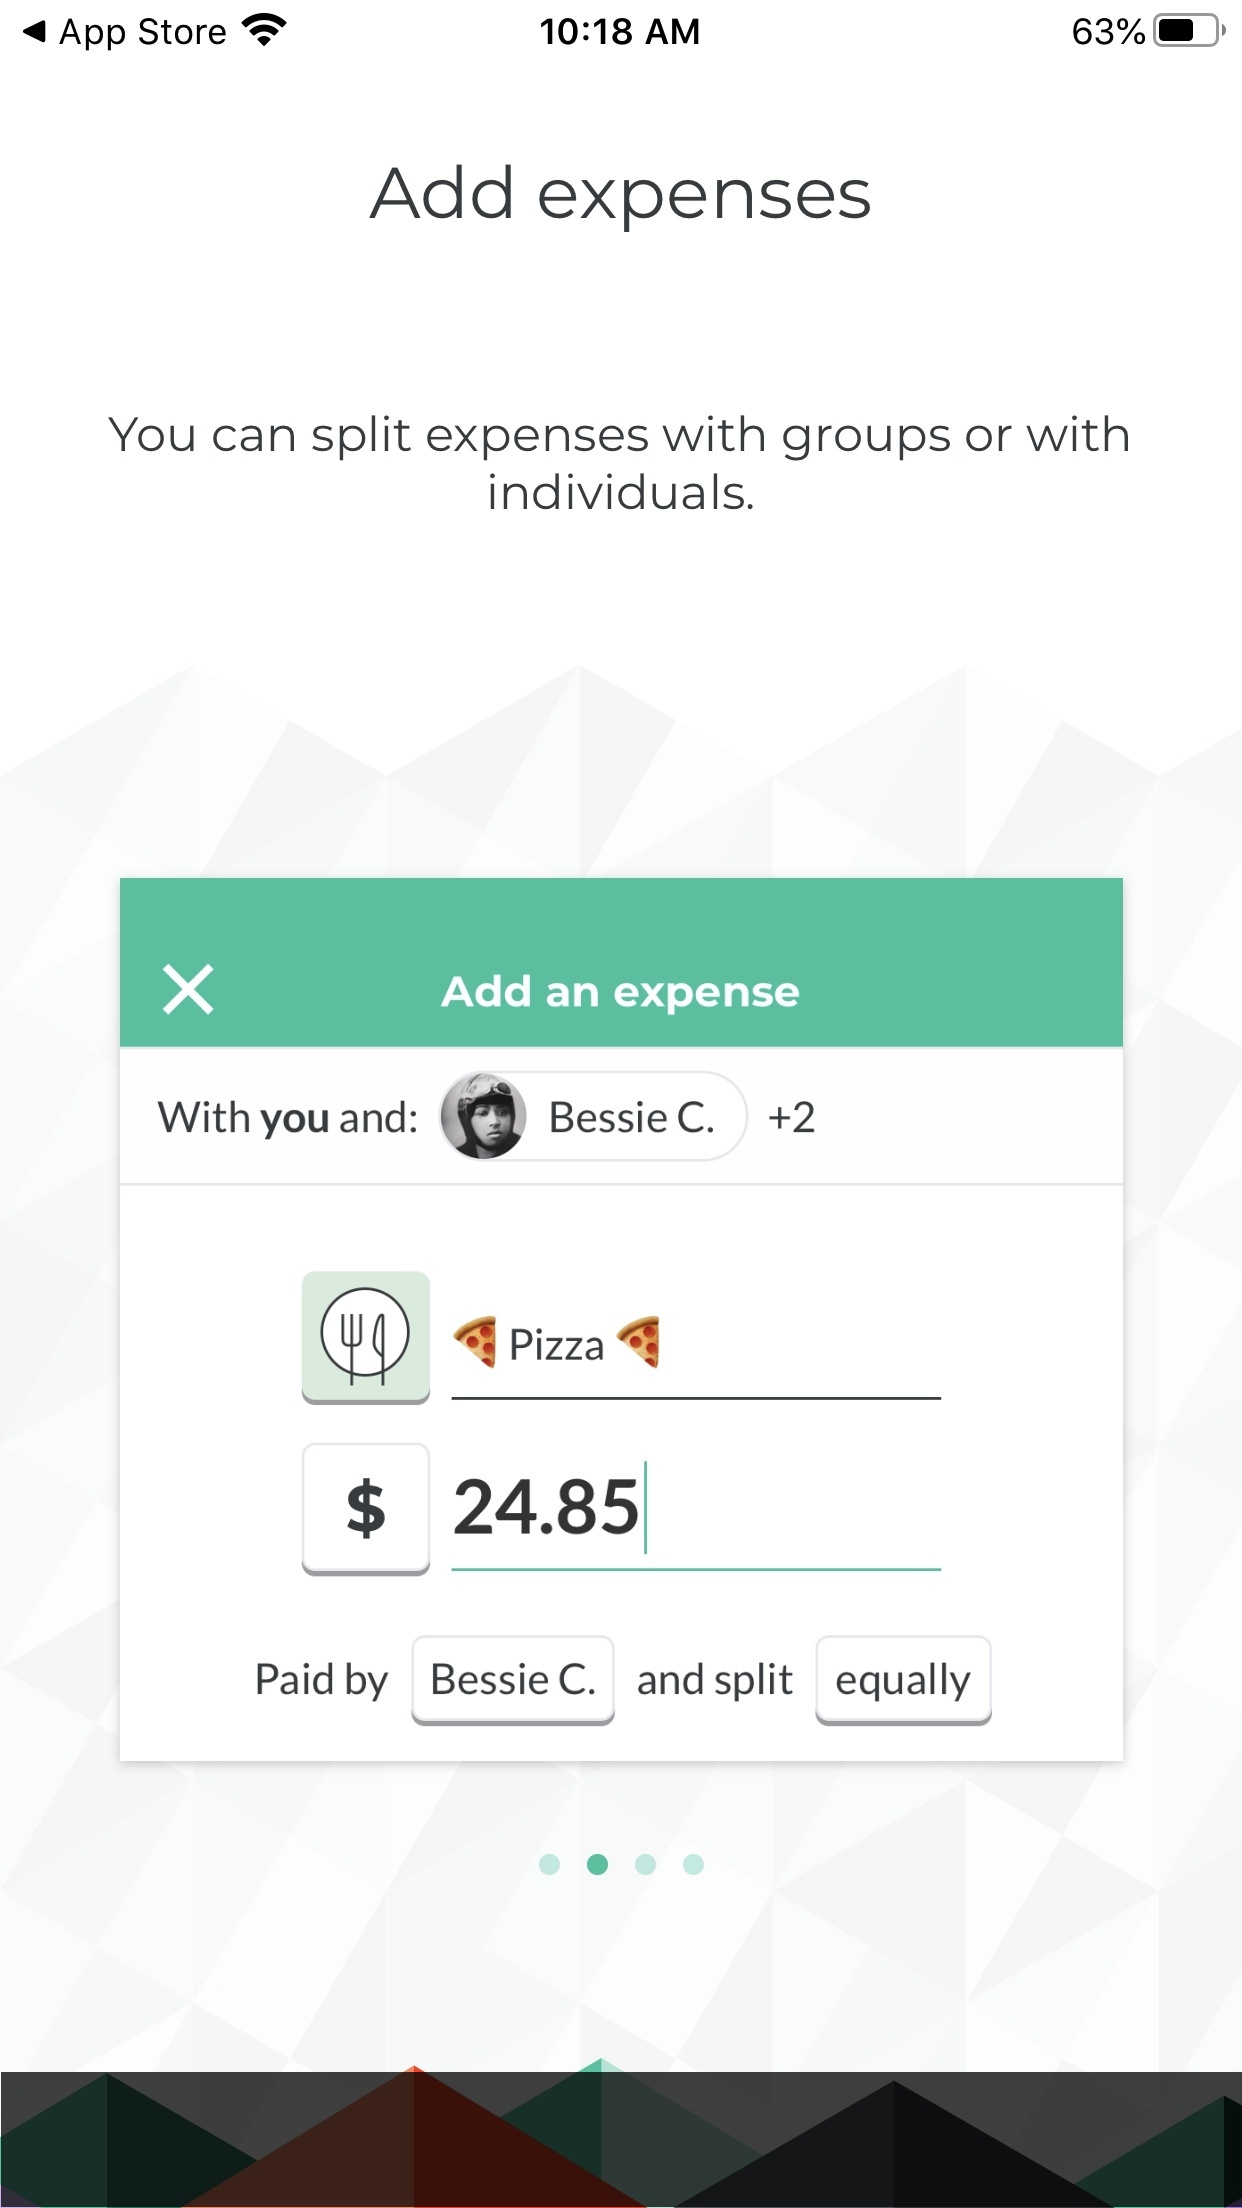 ◀ App Store 10:18 AM 63%
Add expenses
You can split expenses with groups or with
individuals.
Add an expense
With you and: Bessie C. +2
🍕 Pizza 🍕
$ 24.85
Paid by Bessie C. and split equally